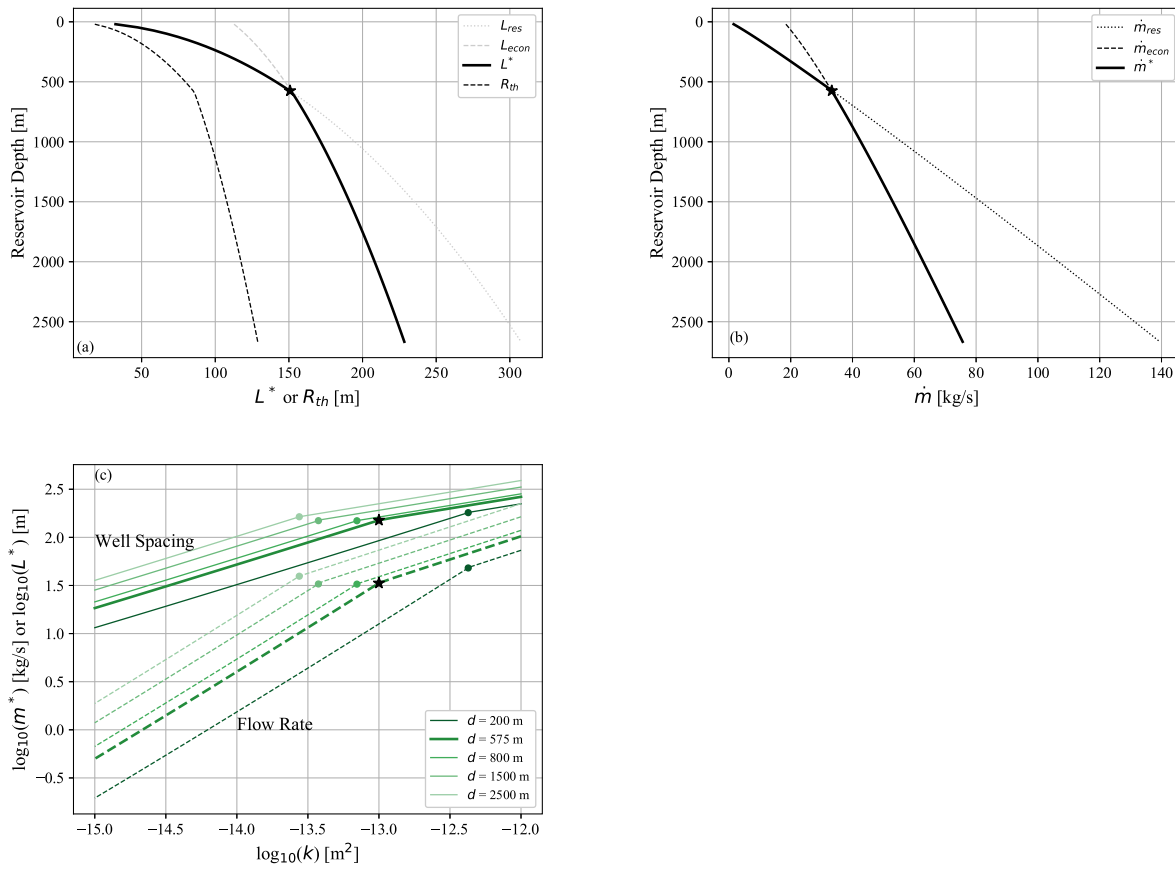 0
500
1000
1500
2000
2500
Reservoir Depth [m]
(a)
50 100 150 200 250 300
L* or R_th [m]
L_res
L_econ
L*
R_th
0
500
1000
1500
2000
2500
Reservoir Depth [m]
(b)
0 20 40 60 80 100 120 140
ṁ [kg/s]
ṁ_res
ṁ_econ
ṁ*
(c)
2.5
2.0
1.5
1.0
0.5
0.0
−0.5
log₁₀(m*) [kg/s] or log₁₀(L*) [m]
Well Spacing
Flow Rate
d = 200 m
d = 575 m
d = 800 m
d = 1500 m
d = 2500 m
−15.0 −14.5 −14.0 −13.5 −13.0 −12.5 −12.0
log₁₀(k) [m²]